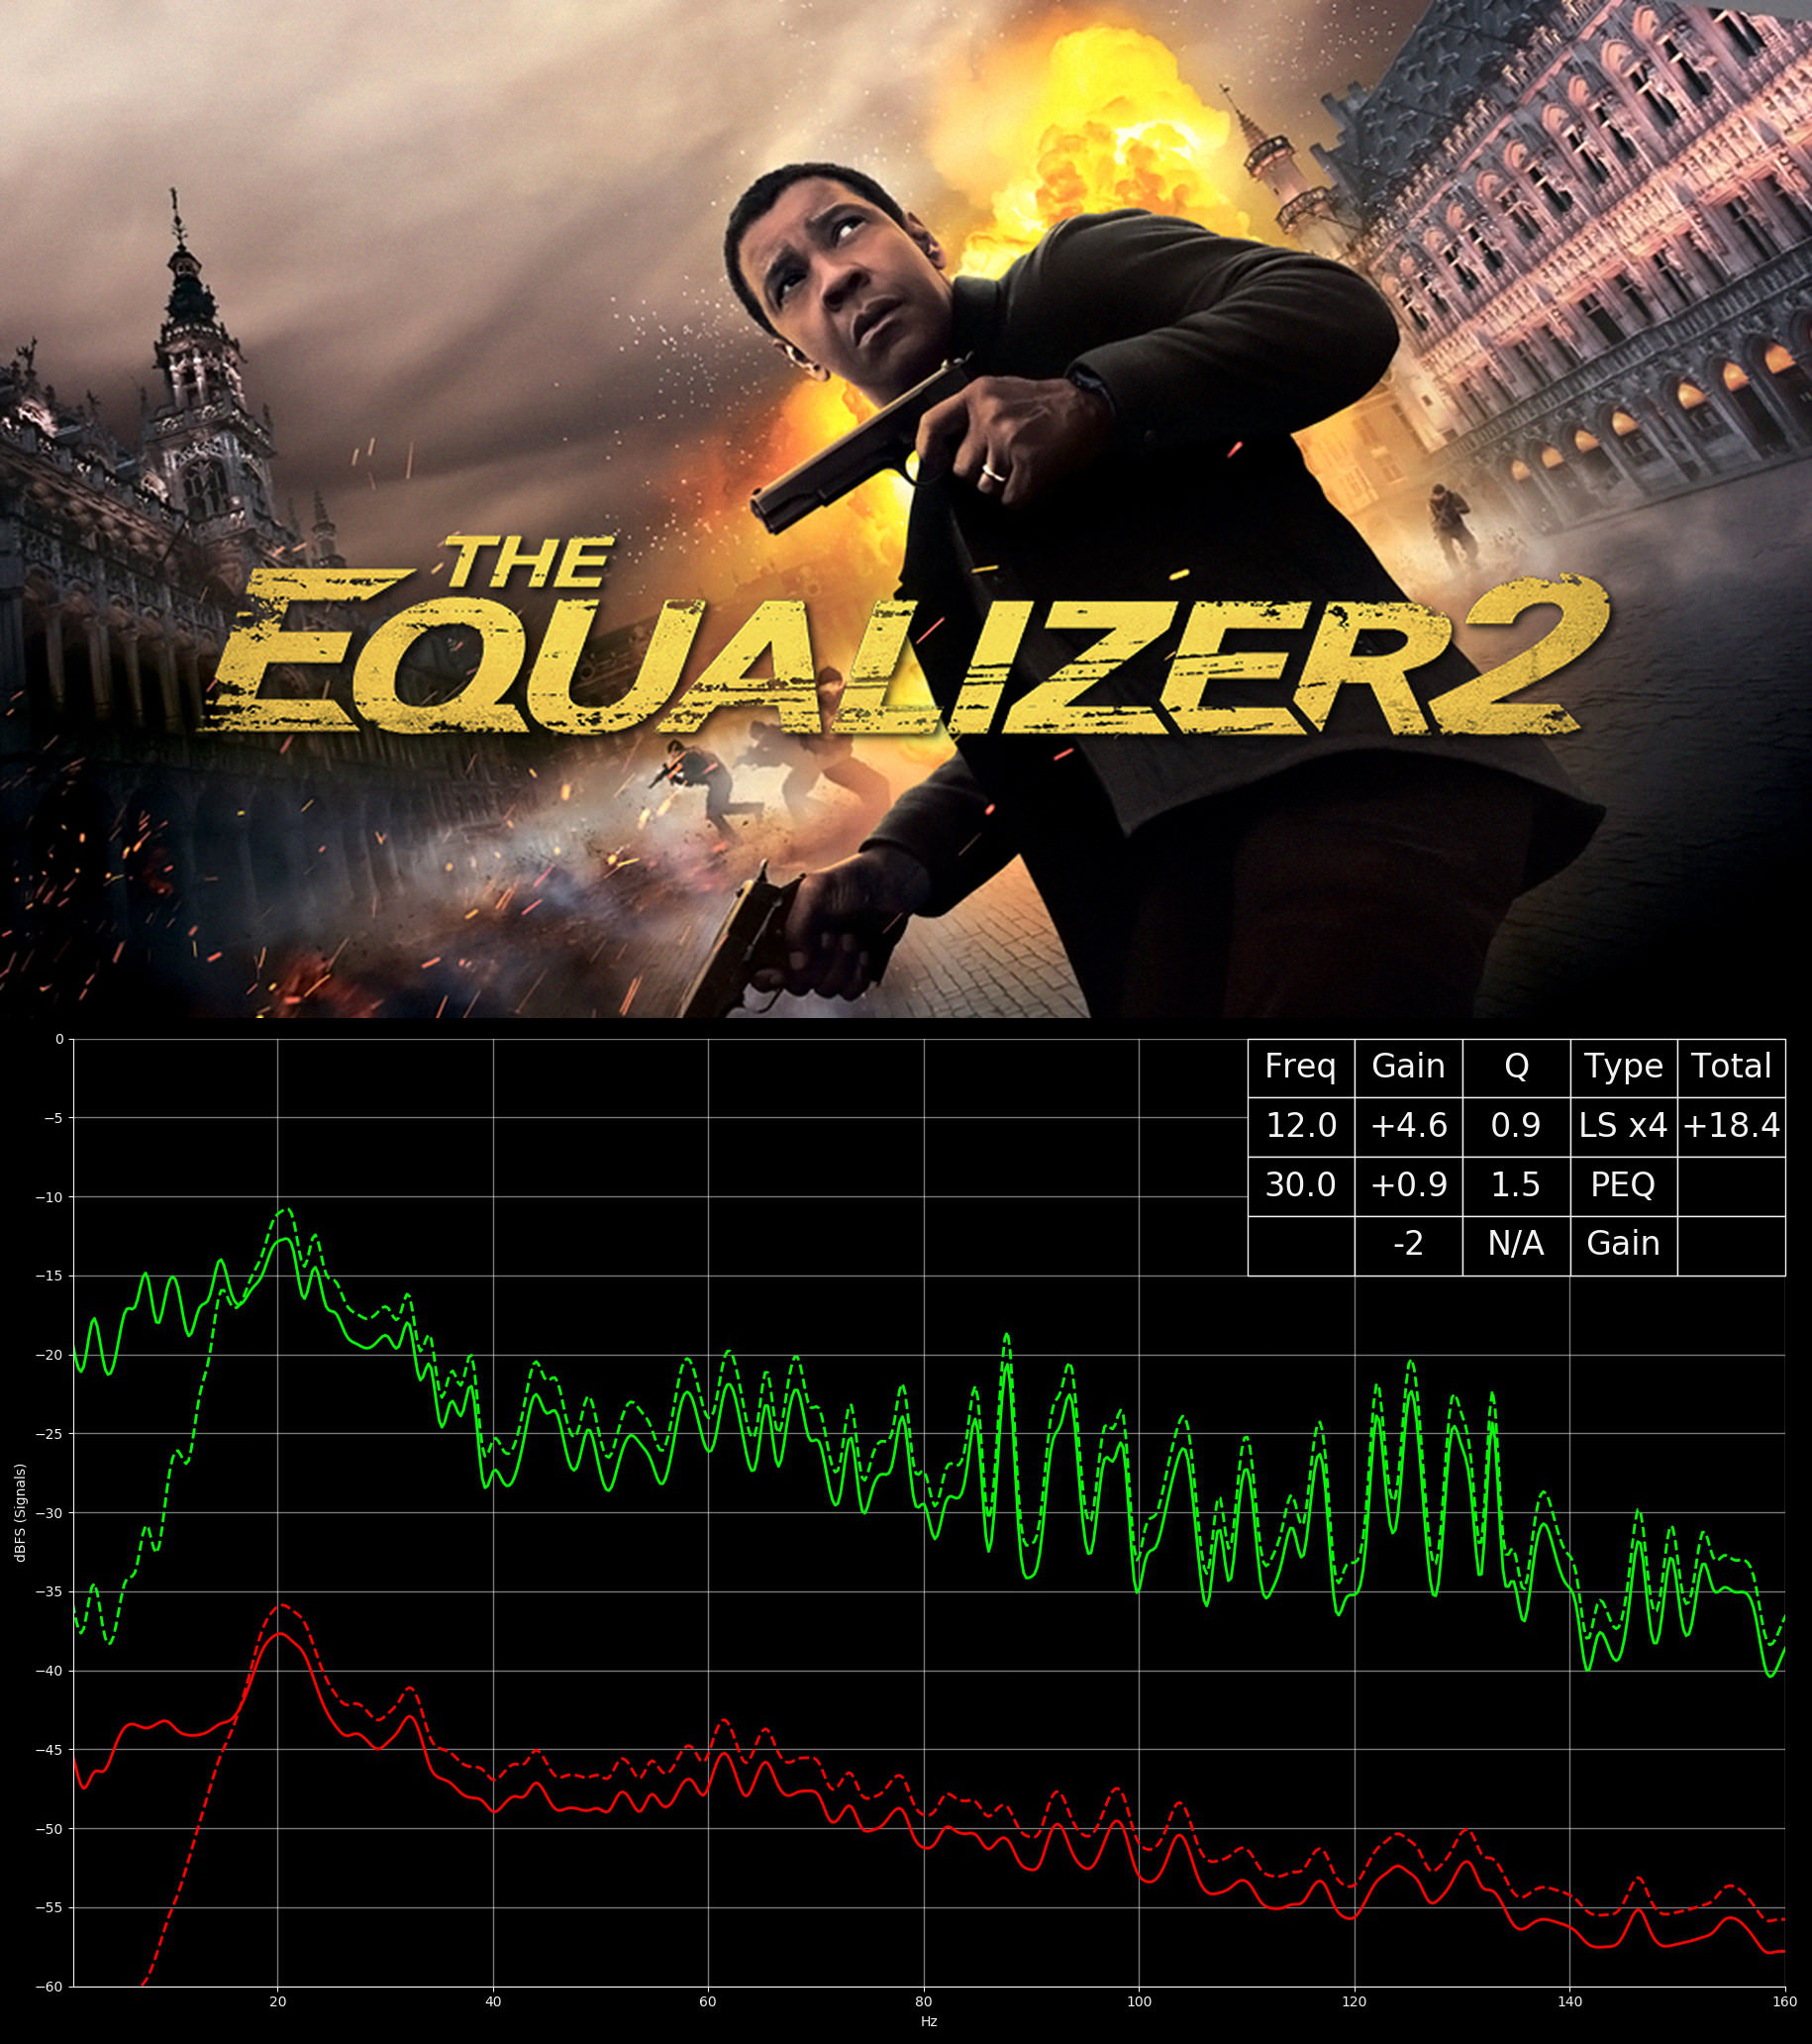 THE
EQUALIZER 2
Freq Gain Q Type Total
12.0 +4.6 0.9 LS x4 +18.4
30.0 +0.9 1.5 PEQ
-2 N/A Gain
0
−5
−10
−15
−20
−25
−30
−35
−40
−45
−50
−55
−60
dBFS (Signals)
20 40 60 80 100 120 140 160
Hz